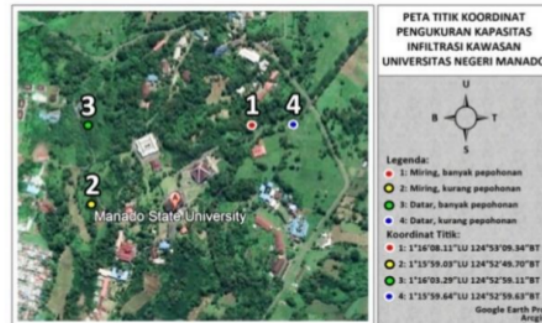 3
1
4
2
Manado State University
PETA TITIK KOORDINAT
PENGUKURAN KAPASITAS
INFILTRASI KAWASAN
UNIVERSITAS NEGERI MANADO
U
B
T
S
Legenda:
1: Miring, banyak pepohonan
2: Miring, kurang pepohonan
3: Datar, banyak pepohonan
4: Datar, kurang pepohonan
Koordinat Titik:
1: 1°16'08.11"LU 124°53'09.34"BT
2: 1°15'59.03"LU 124°52'49.70"BT
3: 1°16'03.29"LU 124°52'59.11"BT
4: 1°15'59.64"LU 124°52'59.63"BT
Google Earth Pr
Arcgi